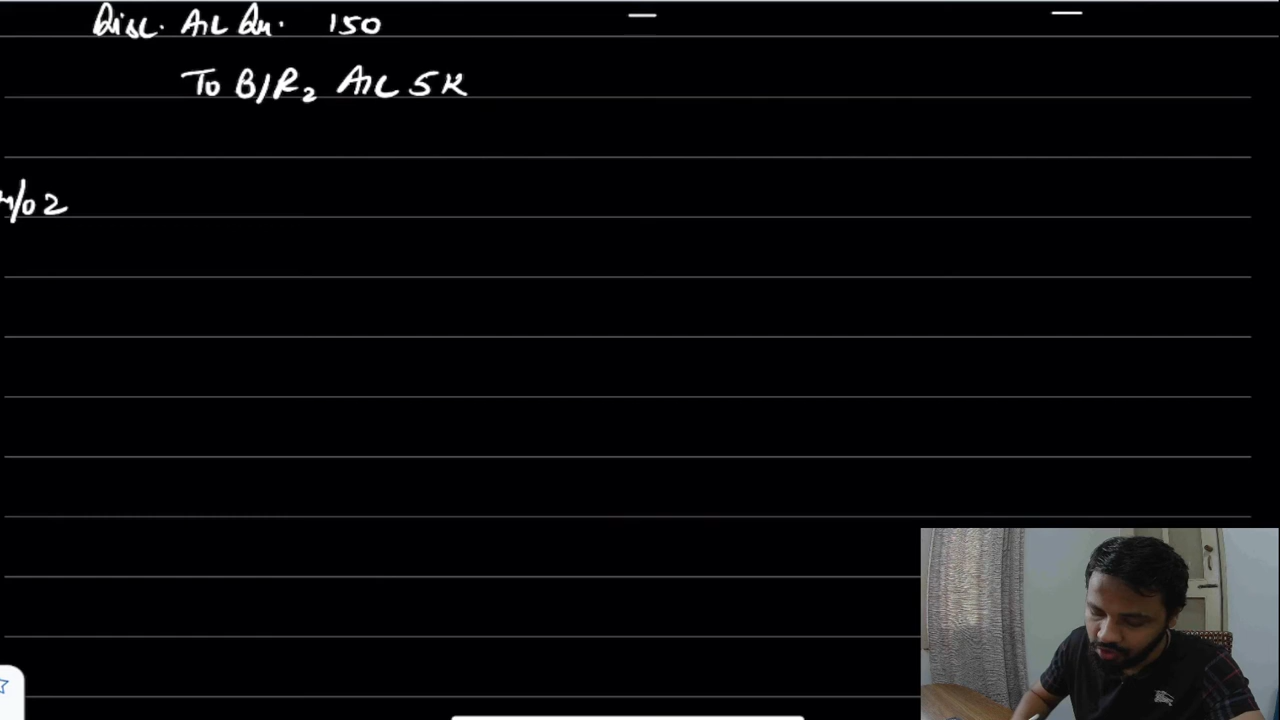 Disc. A/c Dr. 150 — —
To B/R2 A/c 5K
/02